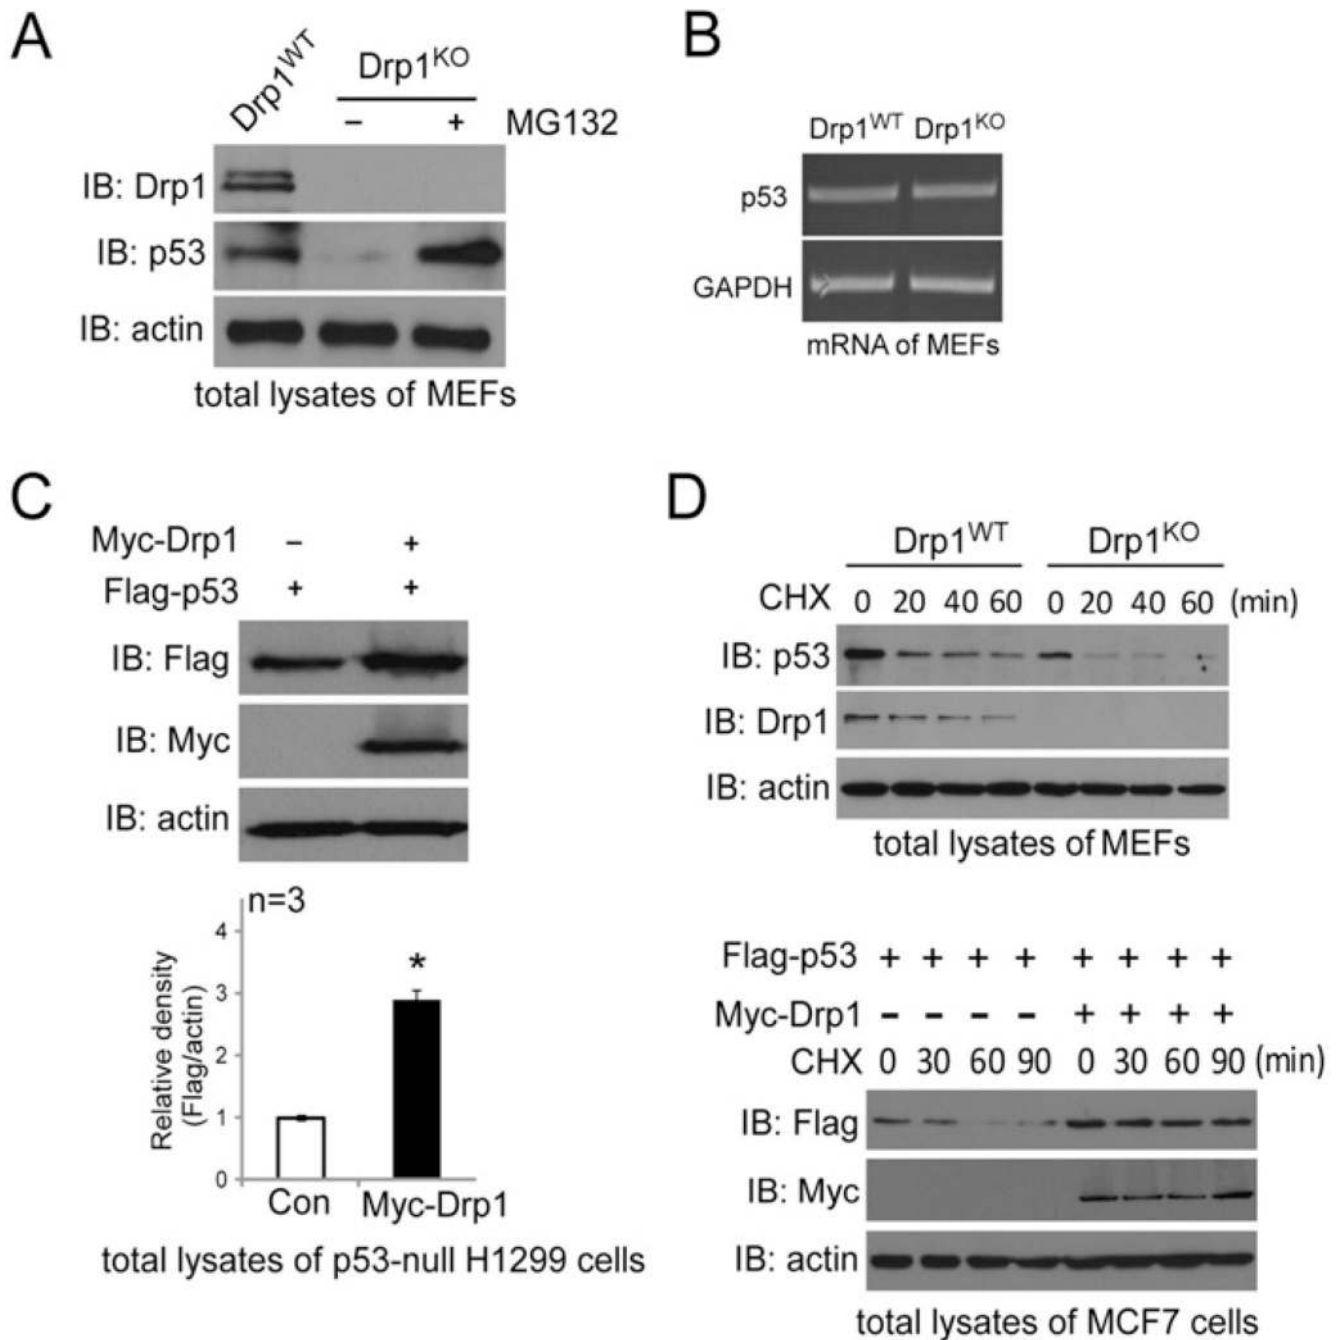 A
Drp1WT
Drp1KO
– + MG132
IB: Drp1
IB: p53
IB: actin
total lysates of MEFs
B
Drp1WT Drp1KO
p53
GAPDH
mRNA of MEFs
C
Myc-Drp1 – +
Flag-p53 + +
IB: Flag
IB: Myc
IB: actin
n=3
4
3
2
1
0
Relative density
(Flag/actin)
*
Con Myc-Drp1
total lysates of p53-null H1299 cells
D
Drp1WT Drp1KO
CHX 0 20 40 60 0 20 40 60 (min)
IB: p53
IB: Drp1
IB: actin
total lysates of MEFs
Flag-p53 + + + + + + + +
Myc-Drp1 – – – – + + + +
CHX 0 30 60 90 0 30 60 90 (min)
IB: Flag
IB: Myc
IB: actin
total lysates of MCF7 cells